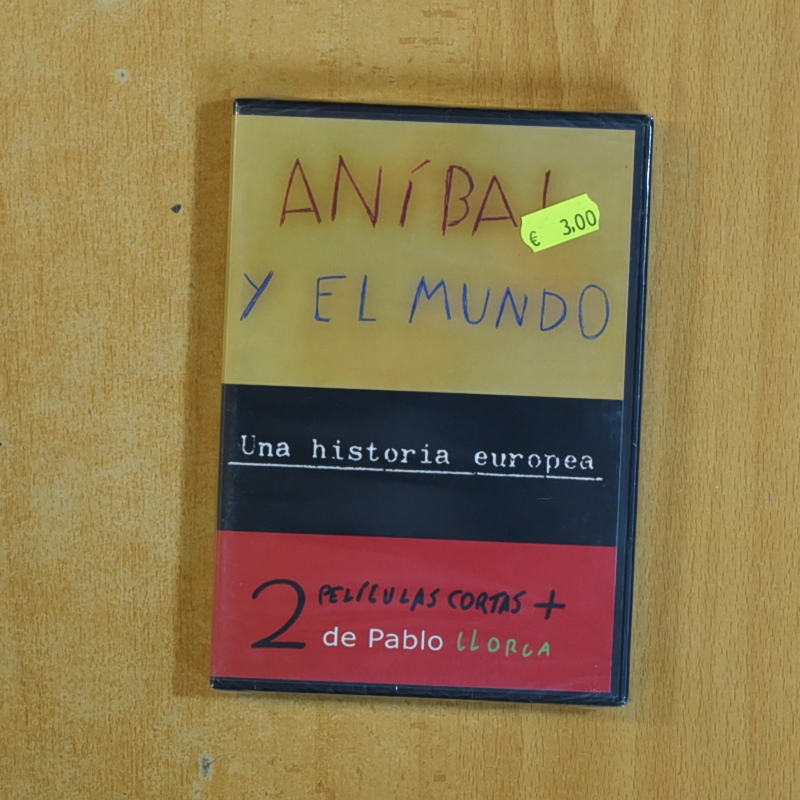 ANÍBAL
€ 3,00
Y EL MUNDO
Una historia europea
2 PELÍCULAS CORTAS +
de Pablo LLORCA